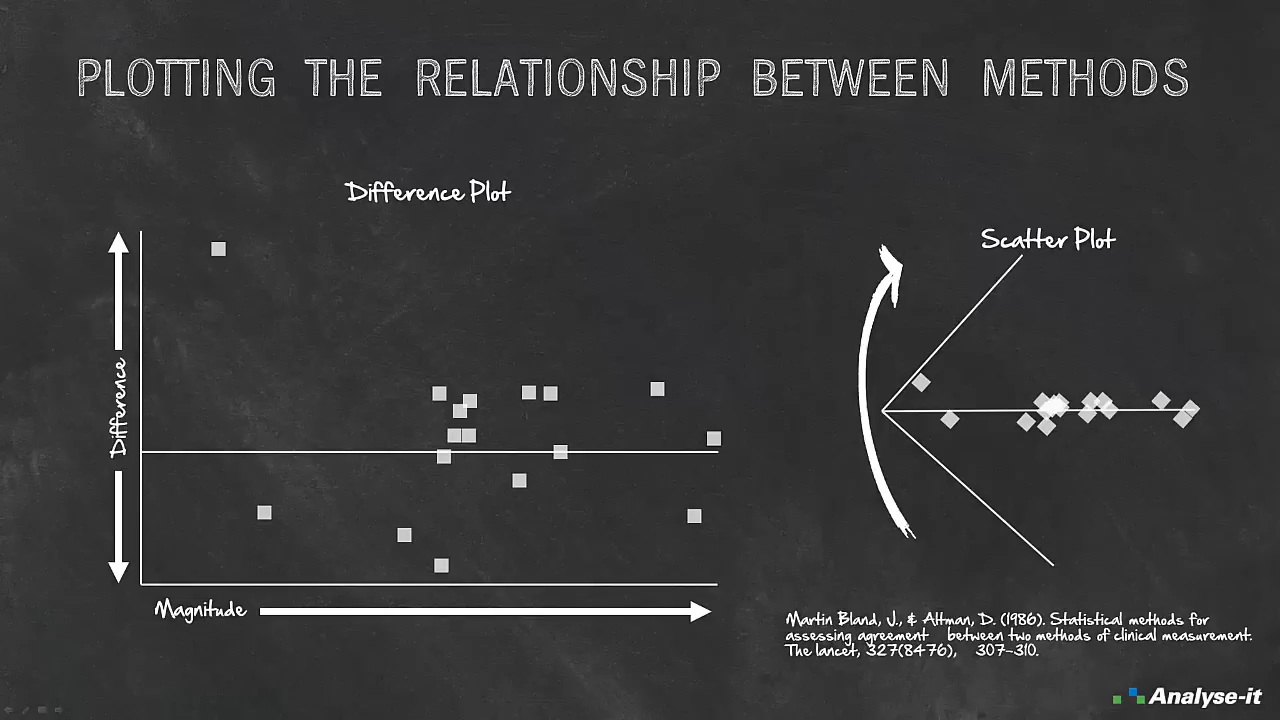 PLOTTING THE RELATIONSHIP BETWEEN METHODS
Difference Plot
Scatter Plot
Difference
Magnitude
Martin Bland, J., & Altman, D. (1986). Statistical methods for
assessing agreement between two methods of clinical measurement.
The lancet, 327(8476), 307-310.
Analyse-it